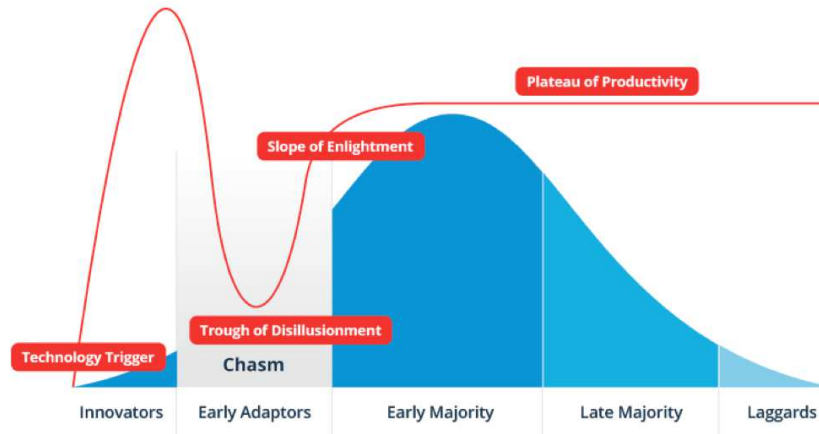 Plateau of Productivity
Slope of Enlightment
Trough of Disillusionment
Technology Trigger
Chasm
Innovators
Early Adaptors
Early Majority
Late Majority
Laggards